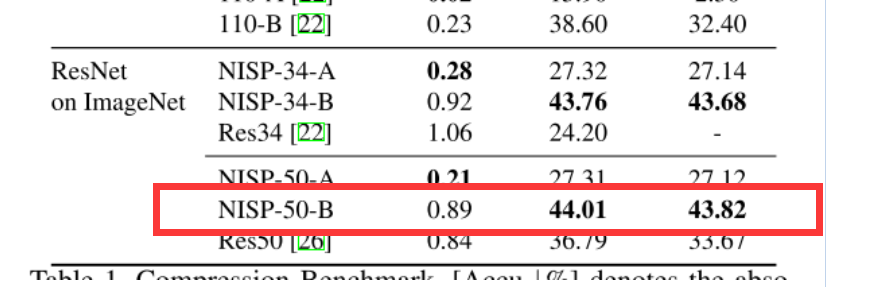 110-B [22] 0.23 38.60 32.40
ResNet NISP-34-A 0.28 27.32 27.14
on ImageNet NISP-34-B 0.92 43.76 43.68
Res34 [22] 1.06 24.20 -
NISP-50-A 0.21 27.31 27.12
NISP-50-B 0.89 44.01 43.82
Res50 [26] 0.84 36.79 33.67
Table 1. Compression Benchmark. [Accu.↓%] denotes the abso-